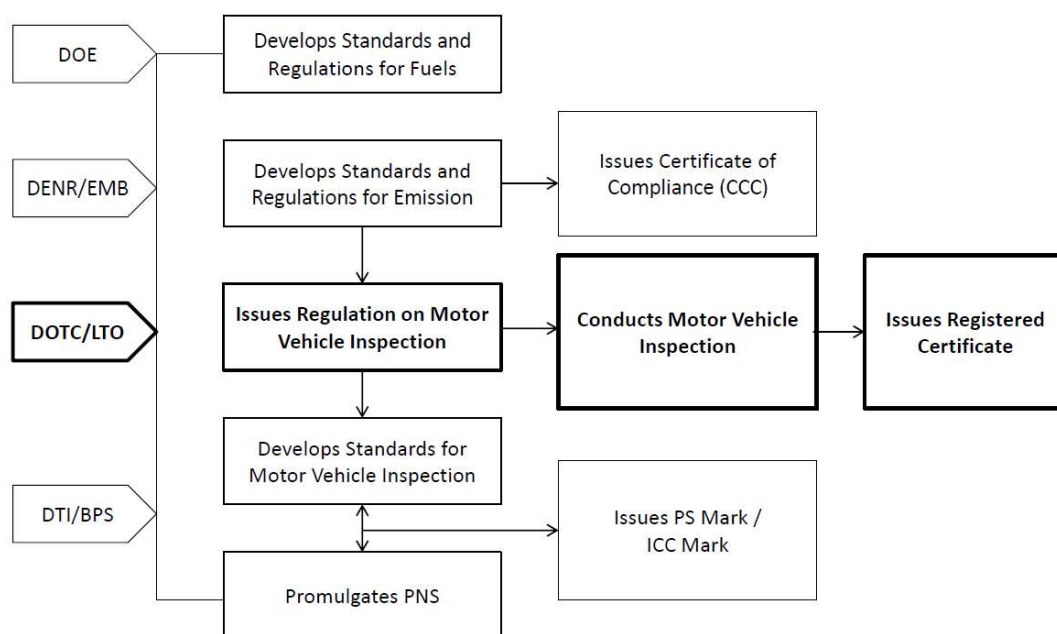 DOE
Develops Standards and
Regulations for Fuels
DENR/EMB
Develops Standards and
Regulations for Emission
Issues Certificate of
Compliance (CCC)
DOTC/LTO
Issues Regulation on Motor
Vehicle Inspection
Conducts Motor Vehicle
Inspection
Issues Registered
Certificate
Develops Standards for
Motor Vehicle Inspection
DTI/BPS
Issues PS Mark /
ICC Mark
Promulgates PNS